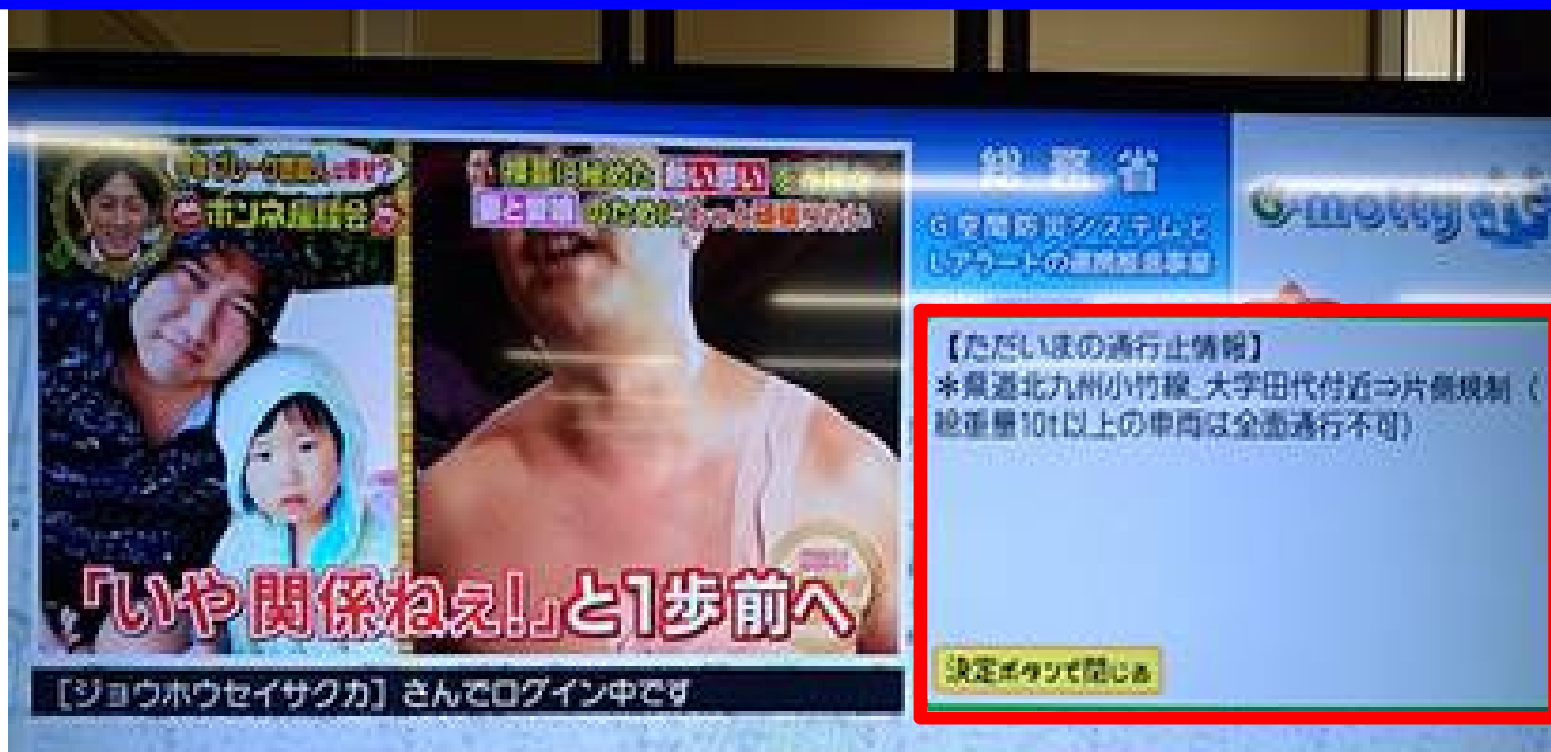 ホンネ座談会
「いや関係ねぇ!」と1歩前へ
[ジョウホウセイサクカ] さんでログイン中です
総務省
G空間防災システムと
Lアラートの連携推進事業
【ただいまの通行止情報】
*県道北九州小竹線_大字田代付近⇒片側規制(
総重量10t以上の車両は全面通行不可)
決定ボタンで閉じる